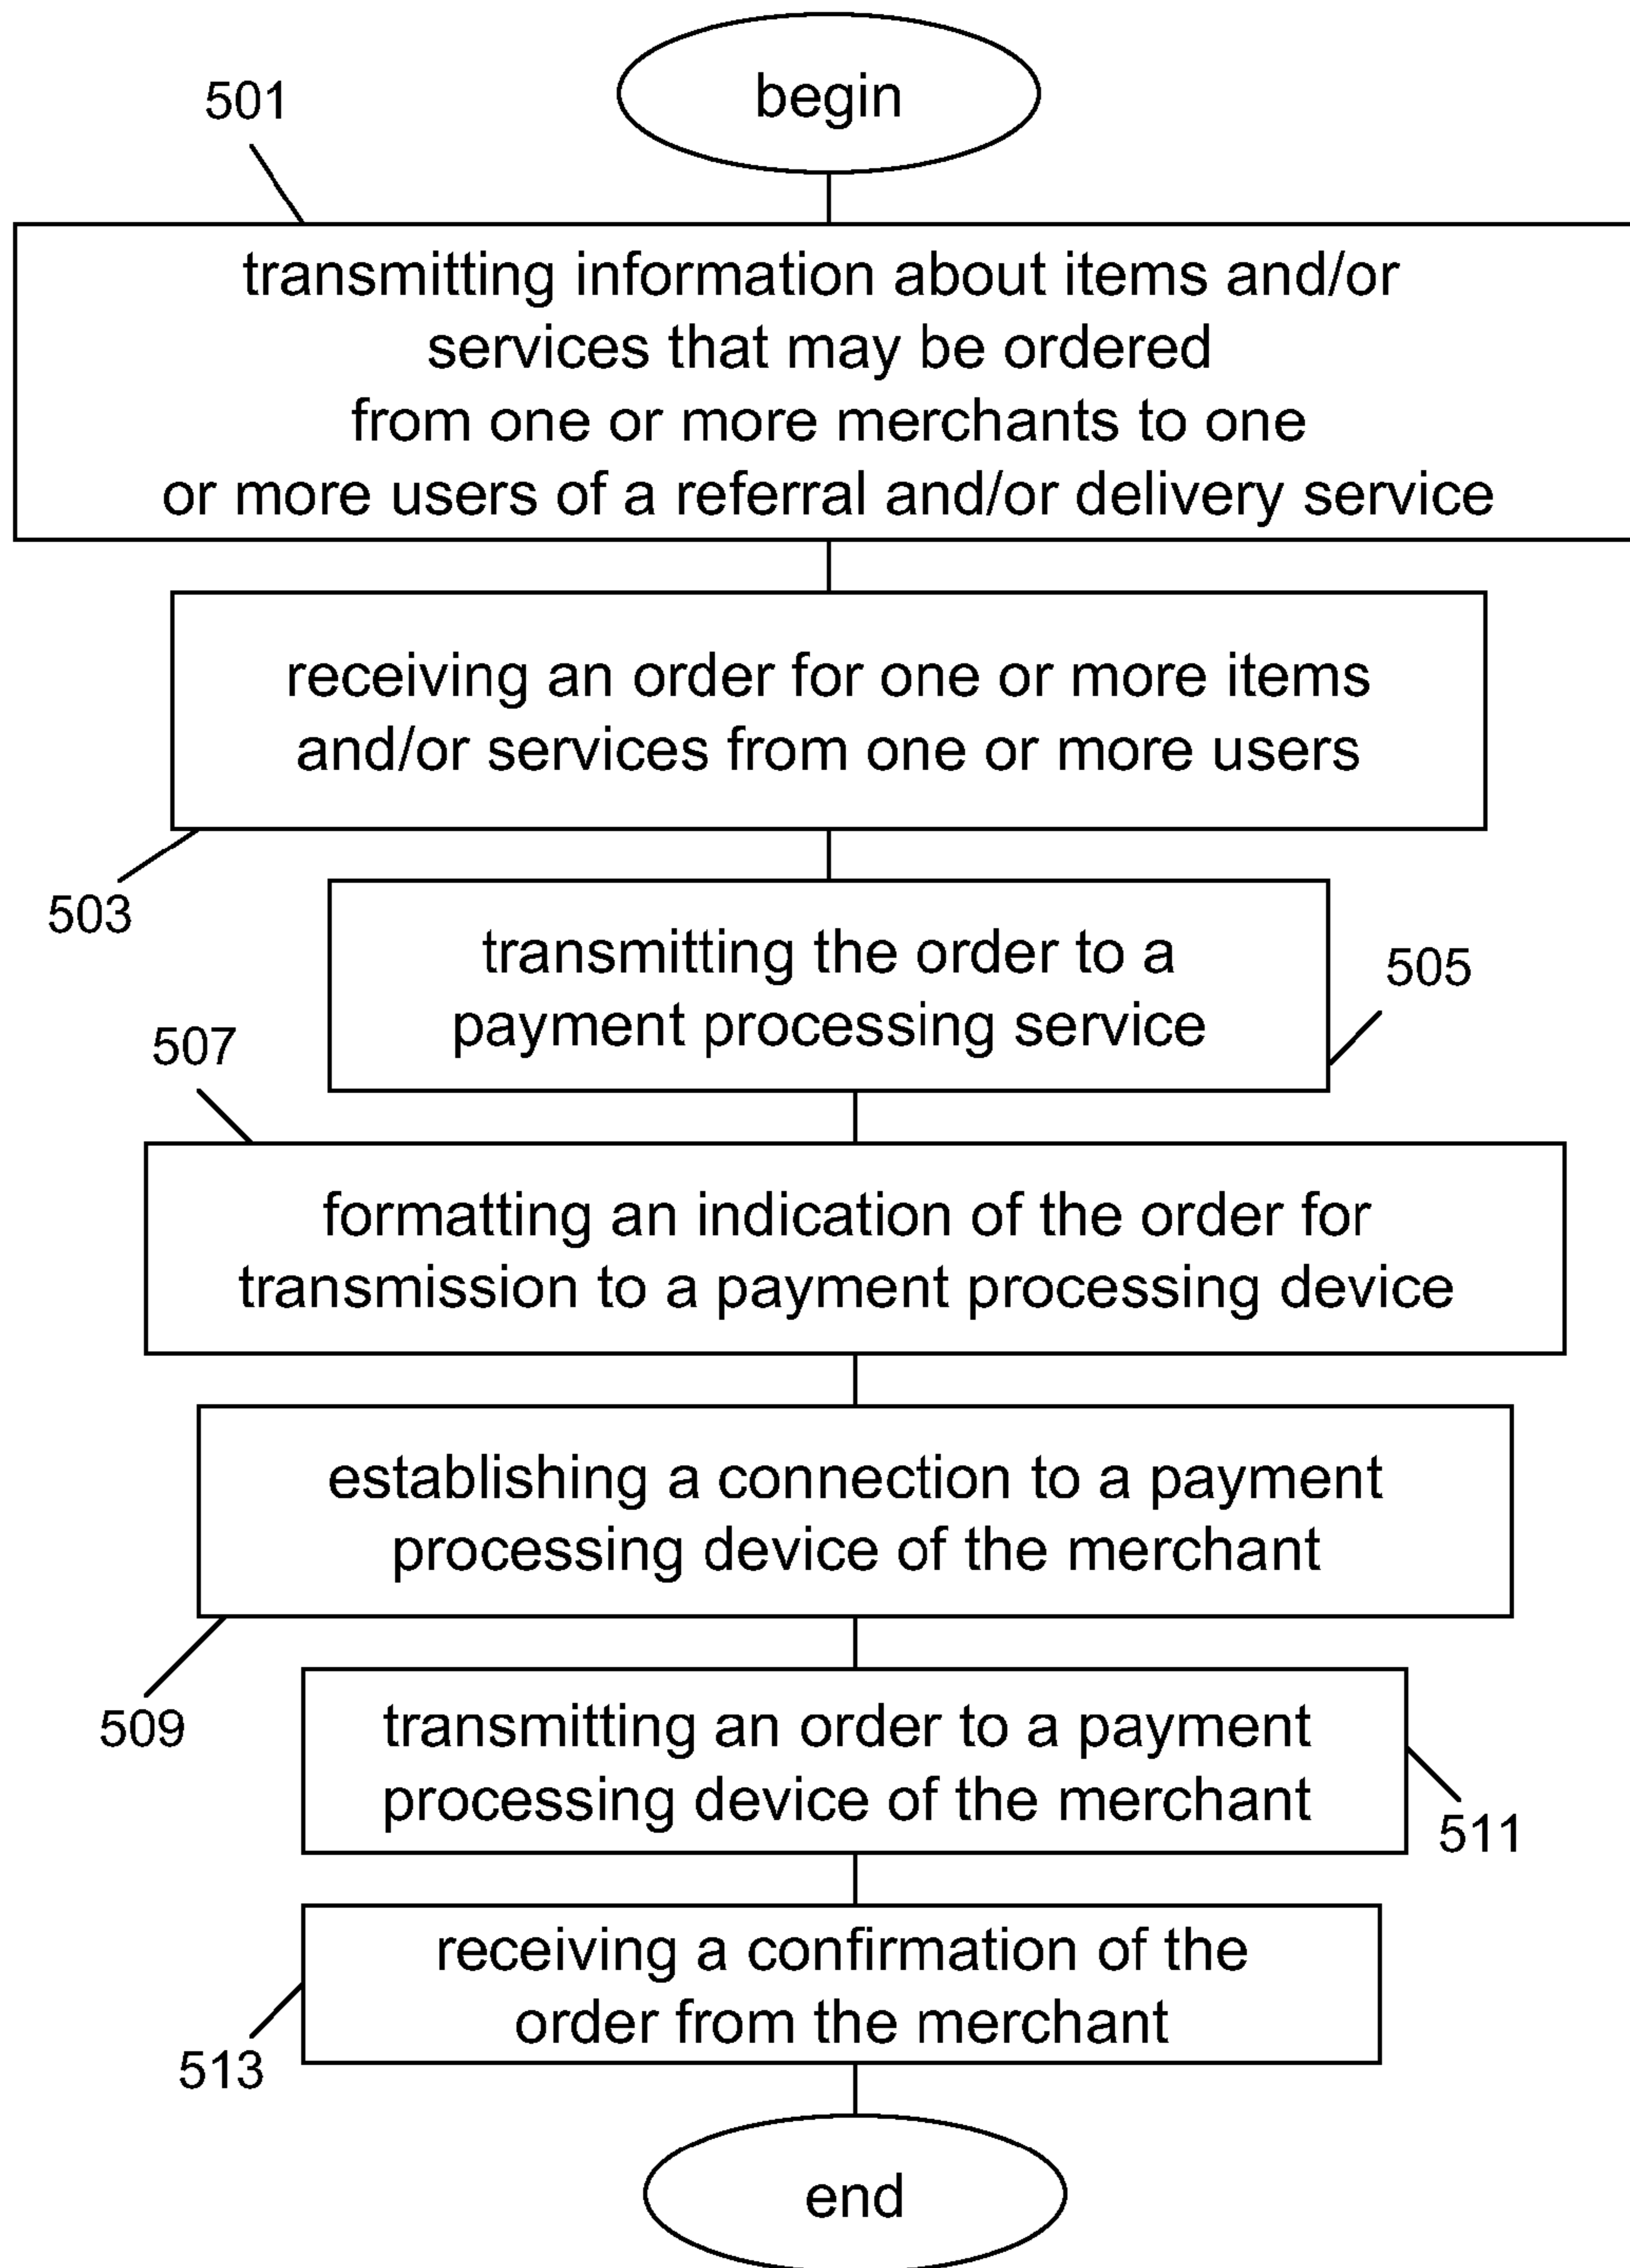 begin
501
transmitting information about items and/or
services that may be ordered
from one or more merchants to one
or more users of a referral and/or delivery service
receiving an order for one or more items
and/or services from one or more users
503
transmitting the order to a
payment processing service
505
507
formatting an indication of the order for
transmission to a payment processing device
establishing a connection to a payment
processing device of the merchant
509
transmitting an order to a payment
processing device of the merchant
511
receiving a confirmation of the
order from the merchant
513
end